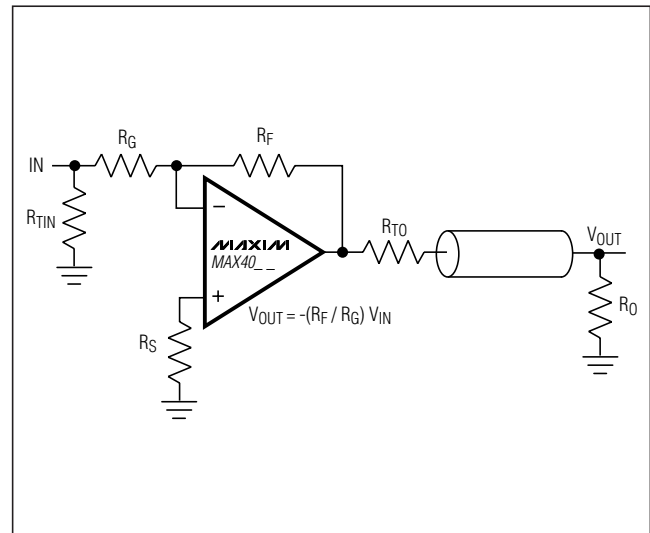 IN
RG
RF
RTIN
−
MAXIM
MAX40_ _
+
RTO
VOUT
RO
RS
VOUT = -(RF / RG) VIN